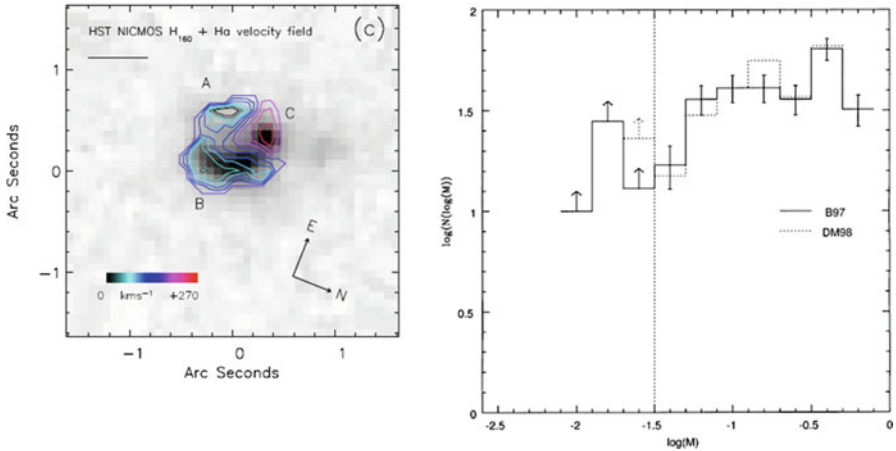 (c)
HST NICMOS H160 + Ha velocity field
A
C
B
E
N
0 kms⁻¹ +270
Arc Seconds
1
0
−1
−1 0 1
Arc Seconds
log(N(log(M))
2
1.5
1
0.5
0
B97
DM98
-2.5 -2 -1.5 -1 -0.5 0
log(M)